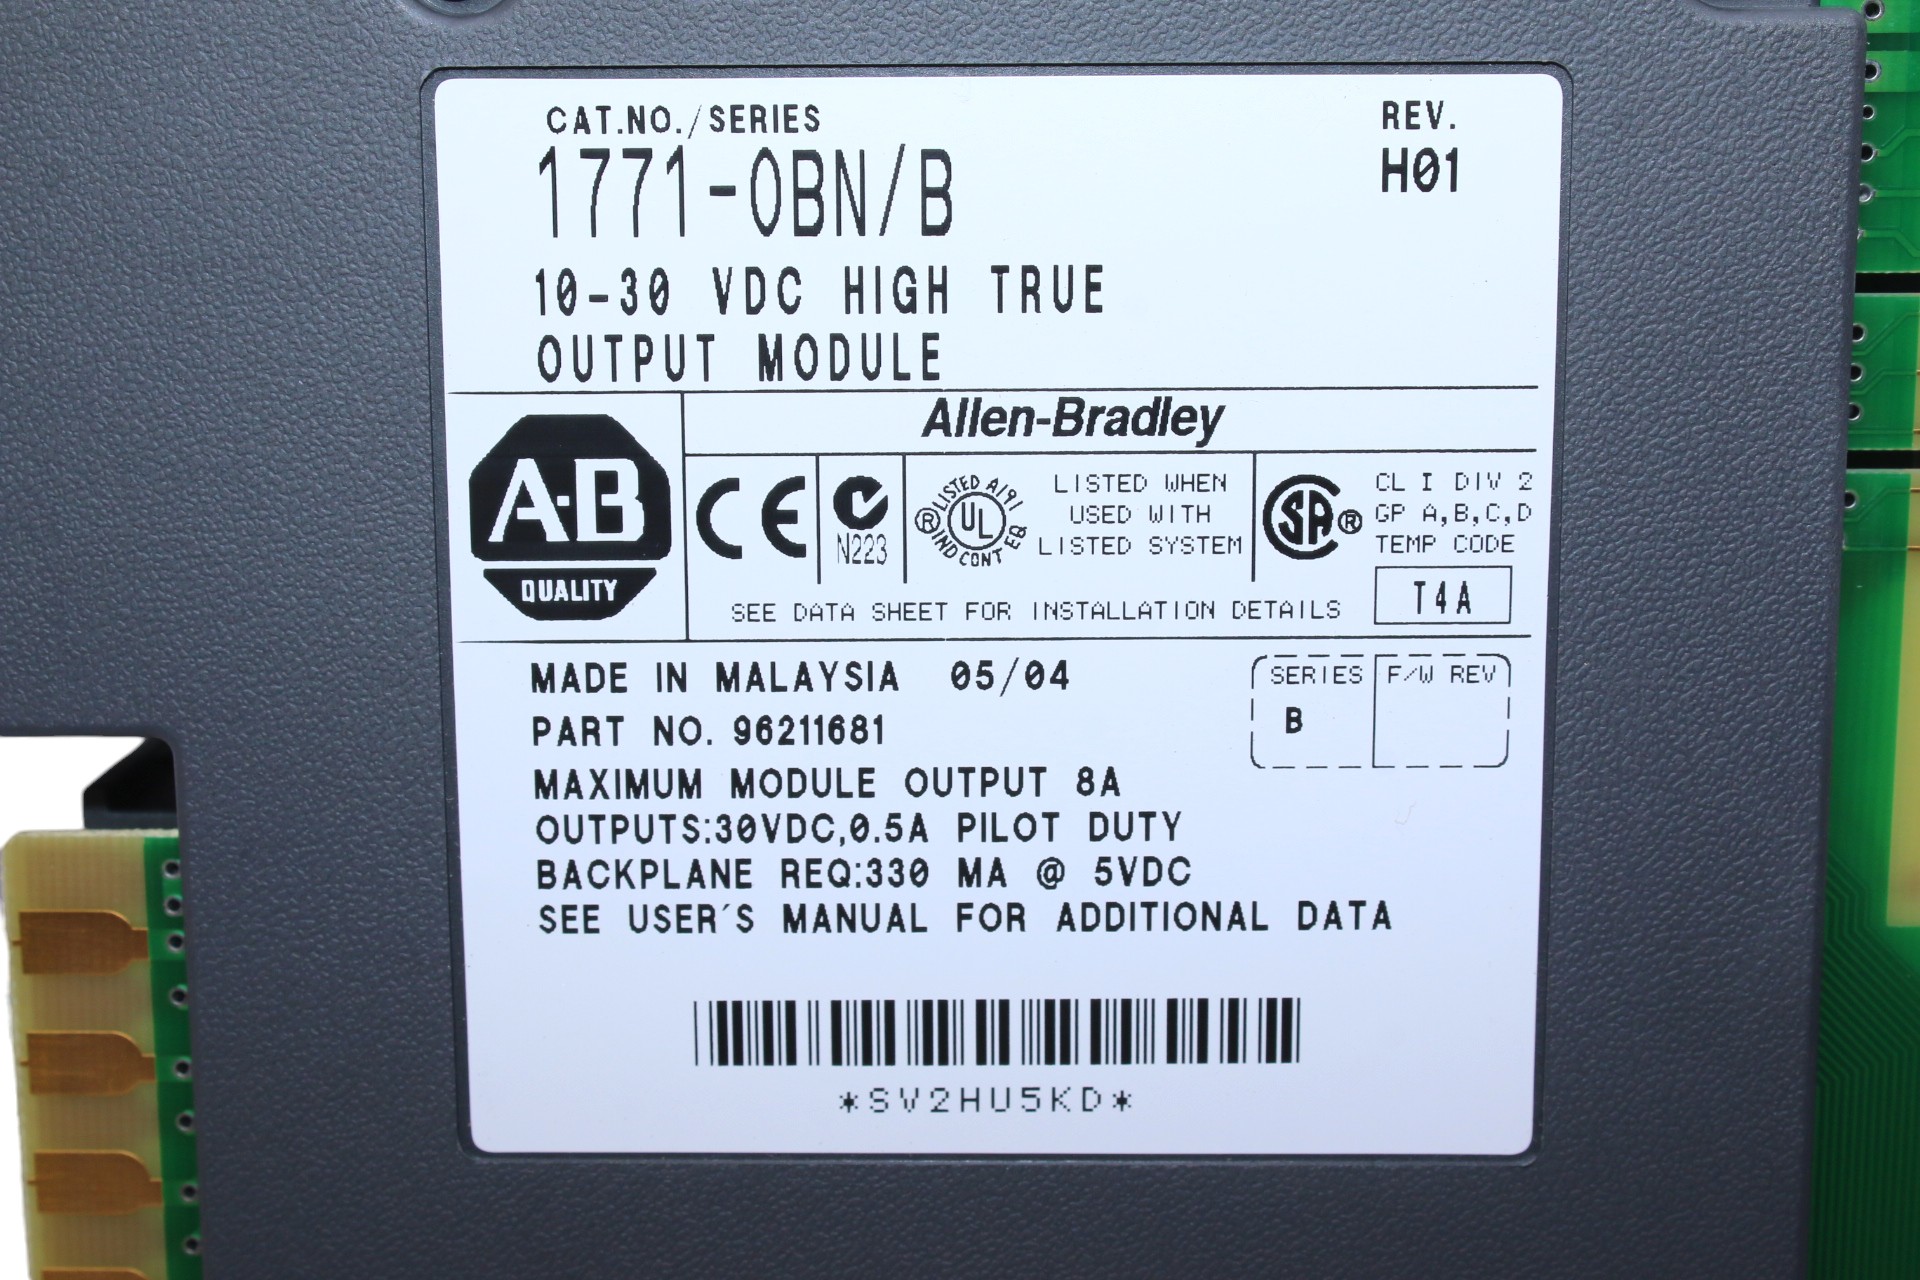 CAT.NO./SERIES
REV.
1771-OBN/B
H01
10-30 VDC HIGH TRUE
OUTPUT MODULE
Allen-Bradley
A-B
QUALITY
CE
N223
LISTED A191
UL
®
IND CONT EQ
LISTED WHEN
USED WITH
LISTED SYSTEM
SA ®
CL I DIV 2
GP A,B,C,D
TEMP CODE
T4A
SEE DATA SHEET FOR INSTALLATION DETAILS
MADE IN MALAYSIA 05/04
SERIES
F/W REV
B
PART NO. 96211681
MAXIMUM MODULE OUTPUT 8A
OUTPUTS:30VDC,0.5A PILOT DUTY
BACKPLANE REQ:330 MA @ 5VDC
SEE USER´S MANUAL FOR ADDITIONAL DATA
*SV2HU5KD*